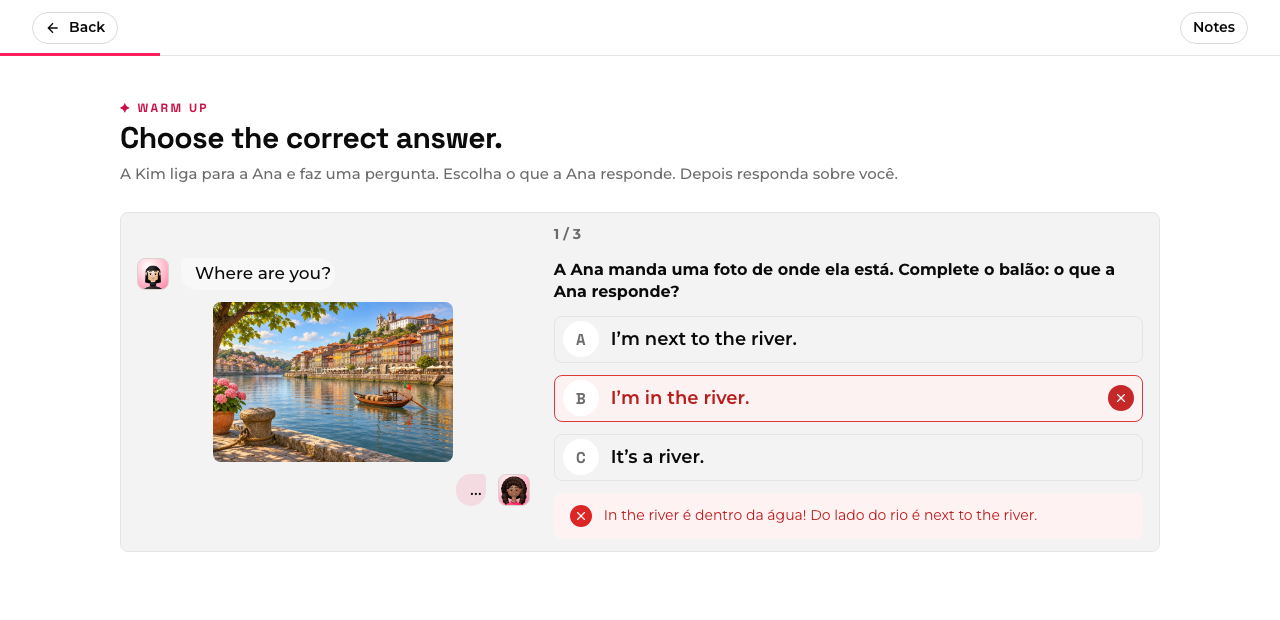 Back
Notes
WARM UP
Choose the correct answer.
A Kim liga para a Ana e faz uma pergunta. Escolha o que a Ana responde. Depois responda sobre você.
1 / 3
Where are you?
...
A Ana manda uma foto de onde ela está. Complete o balão: o que a
Ana responde?
A I’m next to the river.
B I’m in the river.
C It’s a river.
In the river é dentro da água! Do lado do rio é next to the river.